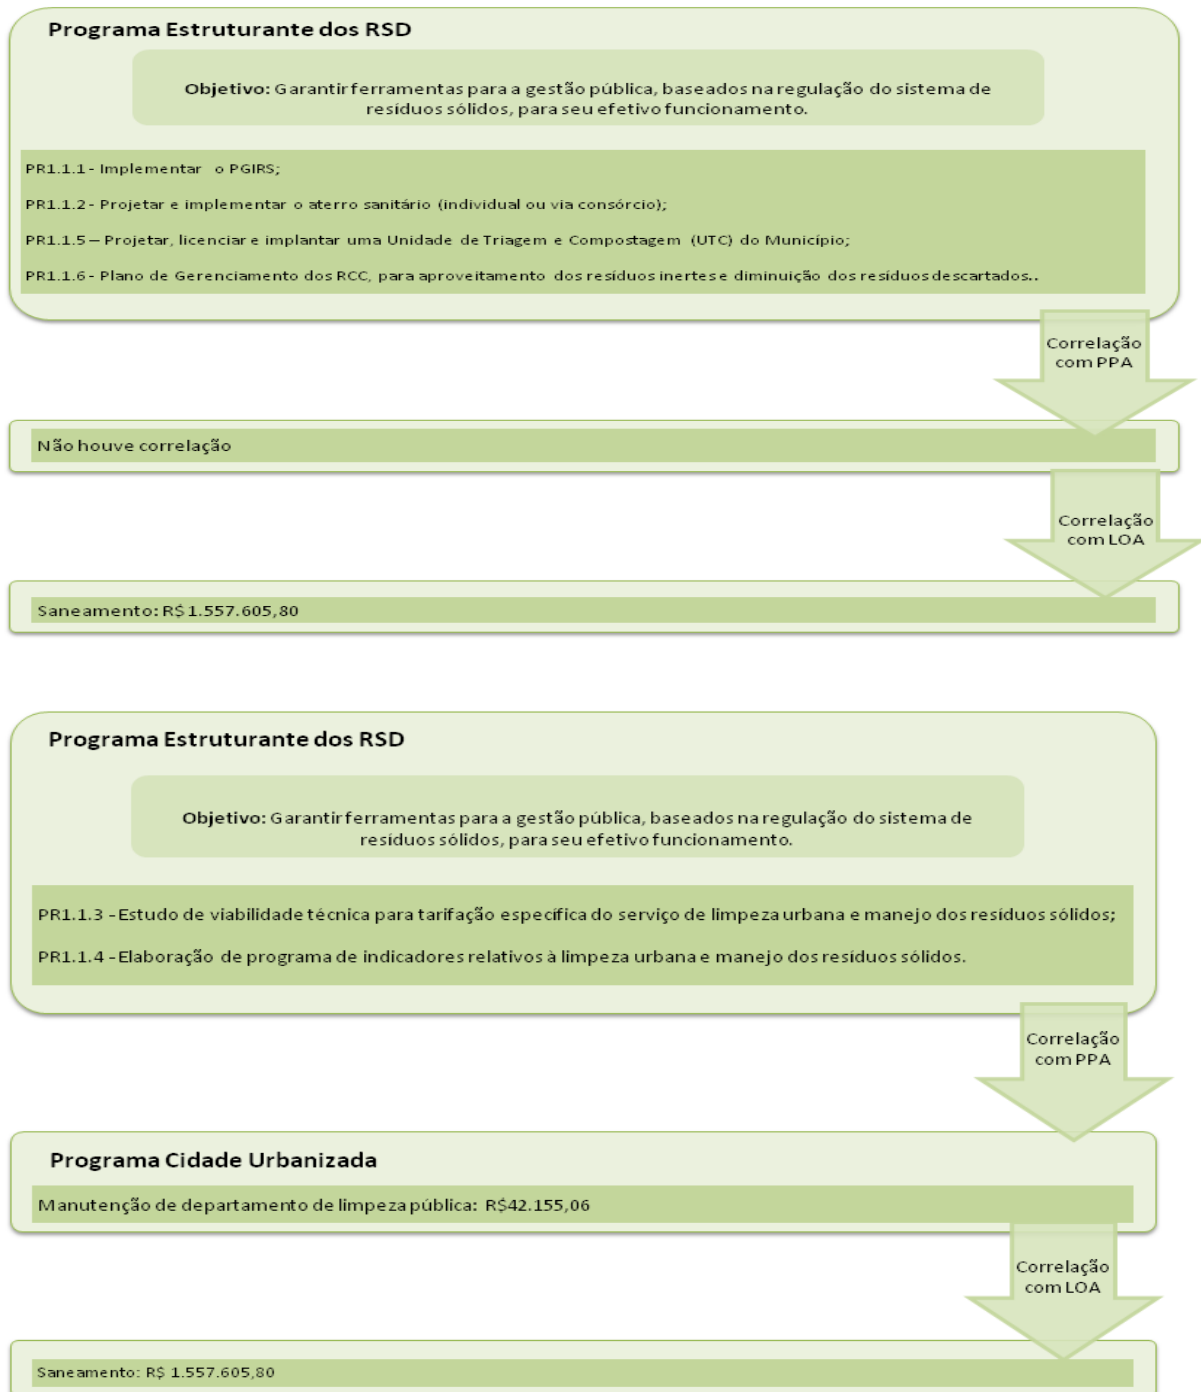 Programa Estruturante dos RSD
Objetivo: Garantir ferramentas para a gestão pública, baseados na regulação do sistema de
resíduos sólidos, para seu efetivo funcionamento.
PR1.1.1 - Implementar o PGIRS;
PR1.1.2 - Projetar e implementar o aterro sanitário (individual ou via consórcio);
PR1.1.5 – Projetar, licenciar e implantar uma Unidade de Triagem e Compostagem (UTC) do Município;
PR1.1.6 - Plano de Gerenciamento dos RCC, para aproveitamento dos resíduos inertes e diminuição dos resíduos descartados..
Correlação
com PPA
Não houve correlação
Correlação
com LOA
Saneamento: R$ 1.557.605,80
Programa Estruturante dos RSD
Objetivo: Garantir ferramentas para a gestão pública, baseados na regulação do sistema de
resíduos sólidos, para seu efetivo funcionamento.
PR1.1.3 - Estudo de viabilidade técnica para tarifação específica do serviço de limpeza urbana e manejo dos resíduos sólidos;
PR1.1.4 - Elaboração de programa de indicadores relativos à limpeza urbana e manejo dos resíduos sólidos.
Correlação
com PPA
Programa Cidade Urbanizada
Manutenção de departamento de limpeza pública: R$42.155,06
Correlação
com LOA
Saneamento: R$ 1.557.605,80